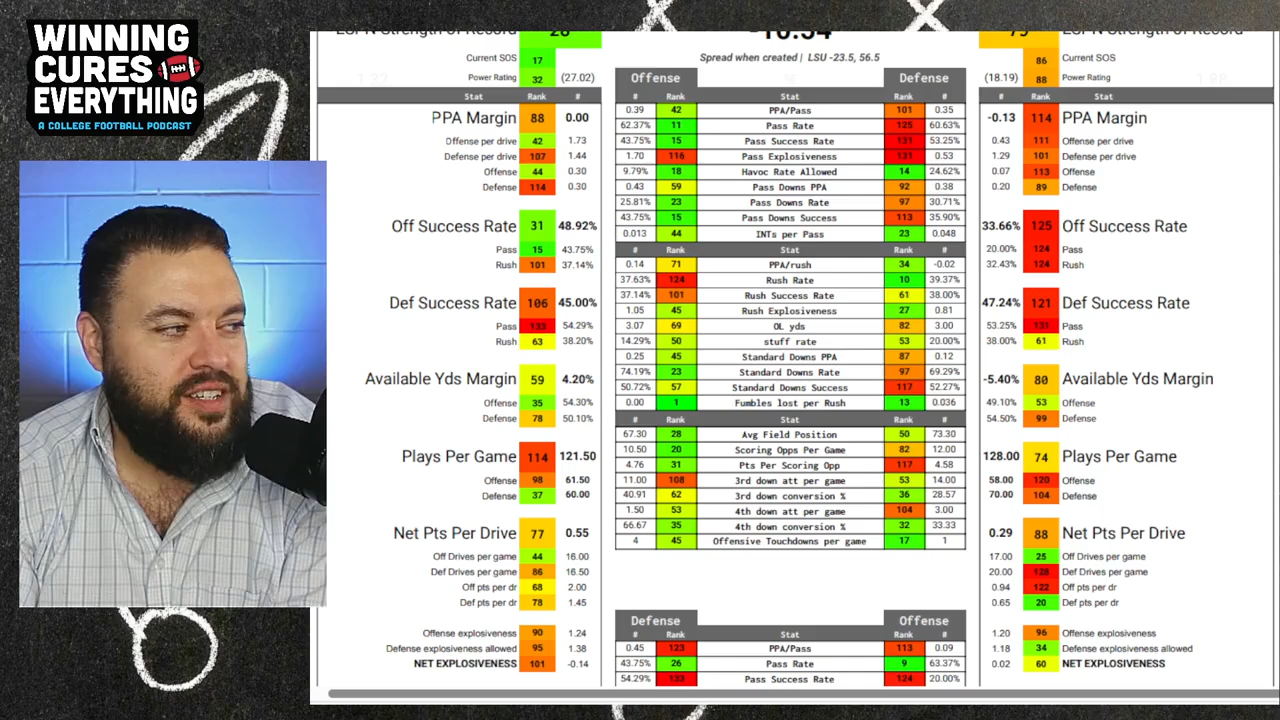 WINNING
CURES
EVERYTHING
A COLLEGE FOOTBALL PODCAST
Spread when created | LSU -23.5, 56.5
Current SOS 17
Power Rating 32 (27.02)
Stat Rank #
PPA Margin 88 0.00
Offense per drive 42 1.73
Defense per drive 107 1.44
Offense 44 0.30
Defense 114 0.30
Off Success Rate 31 48.92%
Pass 15 43.75%
Rush 101 37.14%
Def Success Rate 106 45.00%
Pass 133 54.29%
Rush 63 38.20%
Available Yds Margin 59 4.20%
Offense 35 54.30%
Defense 78 50.10%
Plays Per Game 114 121.50
Offense 98 61.50
Defense 37 60.00
Net Pts Per Drive 77 0.55
Off Drives per game 44 16.00
Def Drives per game 86 16.50
Off pts per dr 68 2.00
Def pts per dr 78 1.45
Offense explosiveness 90 1.24
Defense explosiveness allowed 95 1.38
NET EXPLOSIVENESS 101 -0.14
Offense Defense
# Rank Stat Rank #
0.39 42 PPA/Pass 101 0.35
62.37% 11 Pass Rate 125 60.63%
43.75% 15 Pass Success Rate 131 53.25%
1.70 116 Pass Explosiveness 131 0.53
9.79% 18 Havoc Rate Allowed 14 24.62%
0.43 59 Pass Downs PPA 92 0.38
25.81% 23 Pass Downs Rate 97 30.71%
43.75% 15 Pass Downs Success 113 35.90%
0.013 44 INTs per Pass 23 0.048
# Rank Stat Rank #
0.14 71 PPA/rush 34 -0.02
37.63% 124 Rush Rate 10 39.37%
37.14% 101 Rush Success Rate 61 38.00%
1.05 45 Rush Explosiveness 27 0.81
3.07 69 OL yds 82 3.00
14.29% 50 stuff rate 53 20.00%
0.25 45 Standard Downs PPA 87 0.12
74.19% 23 Standard Downs Rate 97 69.29%
50.72% 57 Standard Downs Success 117 52.27%
0.00 1 Fumbles lost per Rush 13 0.036
# Rank Stat Rank #
67.30 28 Avg Field Position 50 73.30
10.50 20 Scoring Opps Per Game 82 12.00
4.76 31 Pts Per Scoring Opp 117 4.58
11.00 108 3rd down att per game 53 14.00
40.91 62 3rd down conversion % 36 28.57
1.50 53 4th down att per game 104 3.00
66.67 35 4th down conversion % 32 33.33
4 45 Offensive Touchdowns per game 17 1
Defense Offense
# Rank Stat Rank #
0.45 123 PPA/Pass 113 0.09
43.75% 26 Pass Rate 9 63.37%
54.29% 133 Pass Success Rate 124 20.00%
86 Current SOS
(18.19) 88 Power Rating
# Rank Stat
-0.13 114 PPA Margin
0.43 111 Offense per drive
1.29 101 Defense per drive
0.07 113 Offense
0.20 89 Defense
33.66% 125 Off Success Rate
20.00% 124 Pass
32.43% 124 Rush
47.24% 121 Def Success Rate
53.25% 131 Pass
38.00% 61 Rush
-5.40% 80 Available Yds Margin
49.10% 53 Offense
54.50% 99 Defense
128.00 74 Plays Per Game
58.00 120 Offense
70.00 104 Defense
0.29 88 Net Pts Per Drive
17.00 25 Off Drives per game
20.00 128 Def Drives per game
0.94 122 Off pts per dr
0.65 20 Def pts per dr
1.20 96 Offense explosiveness
1.18 34 Defense explosiveness allowed
0.02 60 NET EXPLOSIVENESS